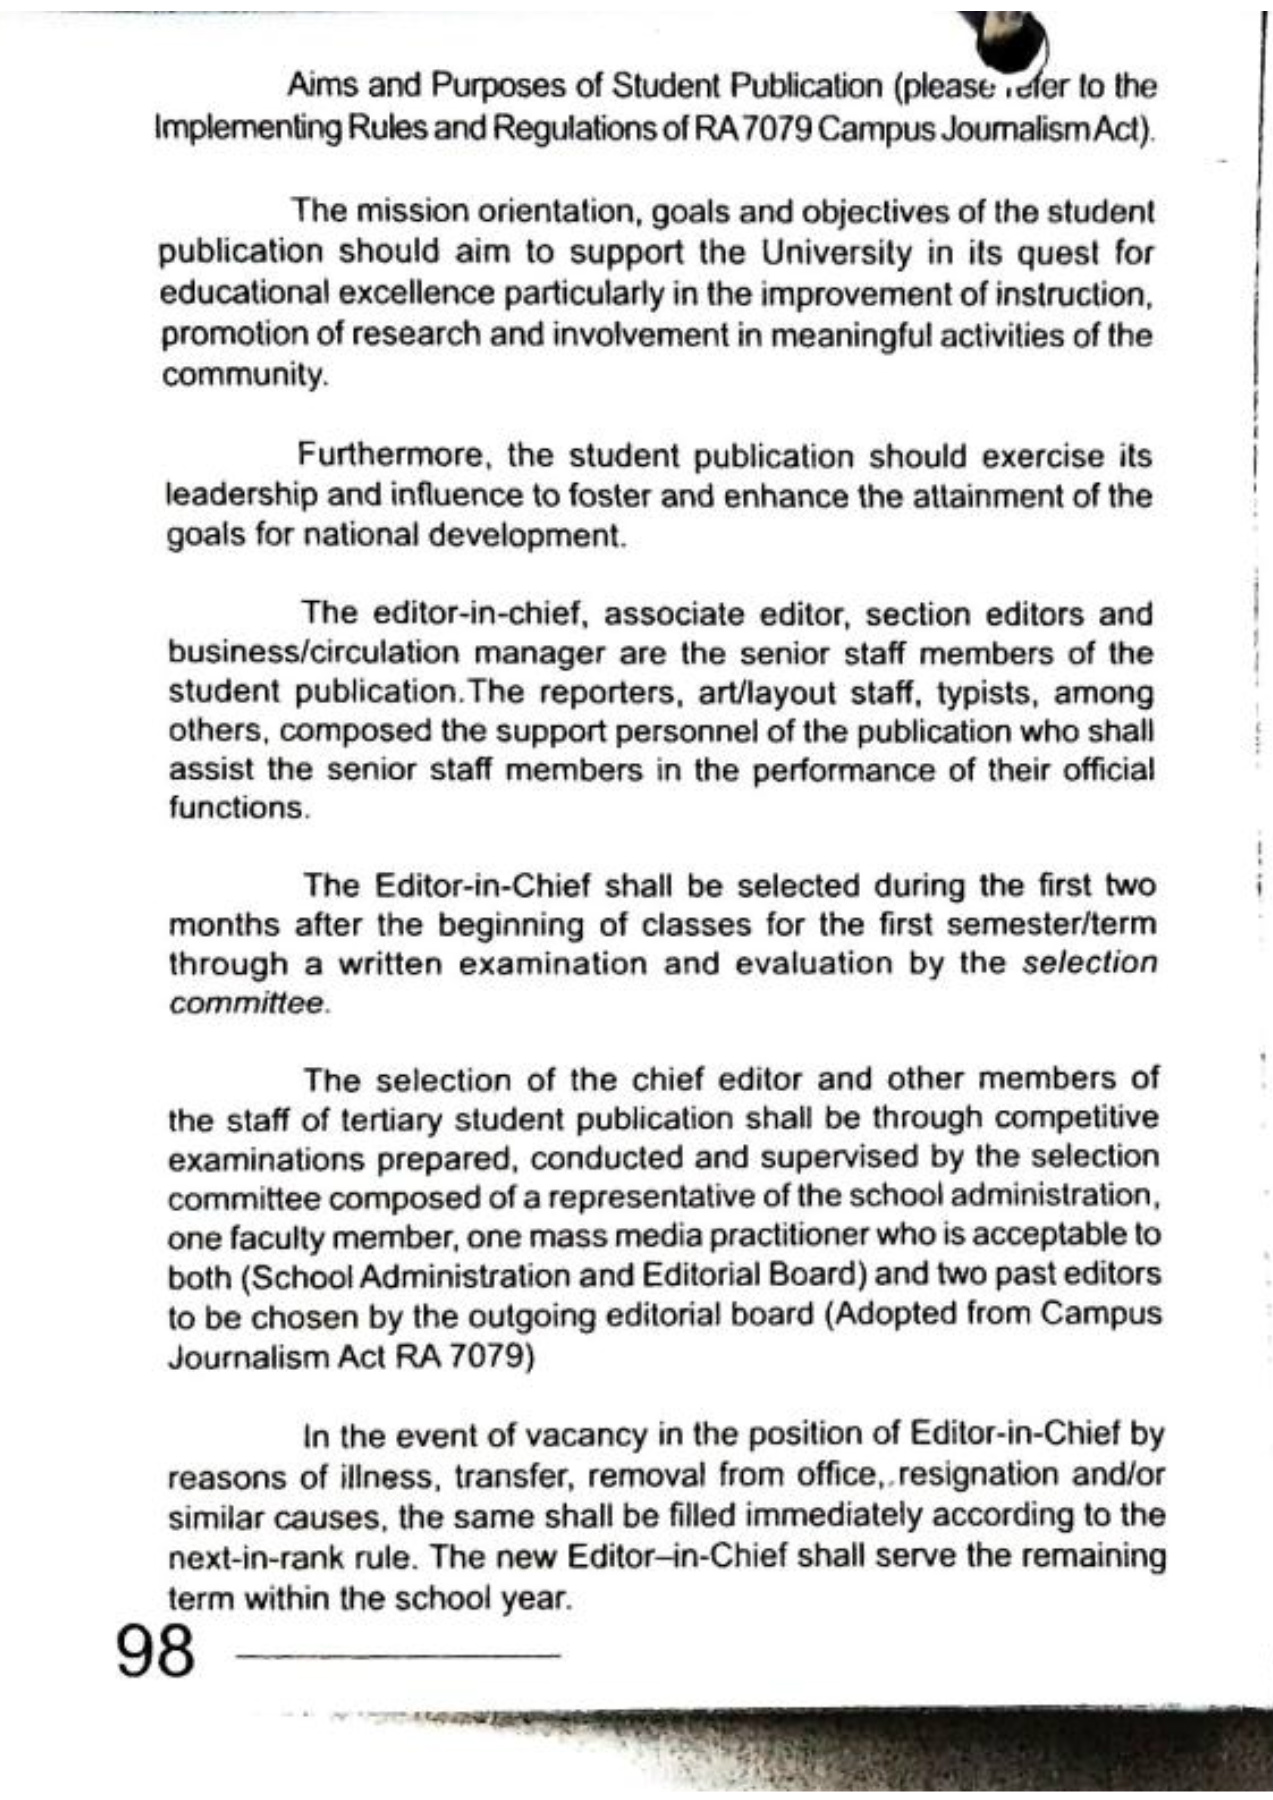 Aims and Purposes of Student Publication (please refer to the
Implementing Rules and Regulations of RA 7079 Campus Journalism Act).
The mission orientation, goals and objectives of the student
publication should aim to support the University in its quest for
educational excellence particularly in the improvement of instruction,
promotion of research and involvement in meaningful activities of the
community.
Furthermore, the student publication should exercise its
leadership and influence to foster and enhance the attainment of the
goals for national development.
The editor-in-chief, associate editor, section editors and
business/circulation manager are the senior staff members of the
student publication.The reporters, art/layout staff, typists, among
others, composed the support personnel of the publication who shall
assist the senior staff members in the performance of their official
functions.
The Editor-in-Chief shall be selected during the first two
months after the beginning of classes for the first semester/term
through a written examination and evaluation by the selection
committee.
The selection of the chief editor and other members of
the staff of tertiary student publication shall be through competitive
examinations prepared, conducted and supervised by the selection
committee composed of a representative of the school administration,
one faculty member, one mass media practitioner who is acceptable to
both (School Administration and Editorial Board) and two past editors
to be chosen by the outgoing editorial board (Adopted from Campus
Journalism Act RA 7079)
In the event of vacancy in the position of Editor-in-Chief by
reasons of illness, transfer, removal from office, resignation and/or
similar causes, the same shall be filled immediately according to the
next-in-rank rule. The new Editor–in-Chief shall serve the remaining
term within the school year.
98